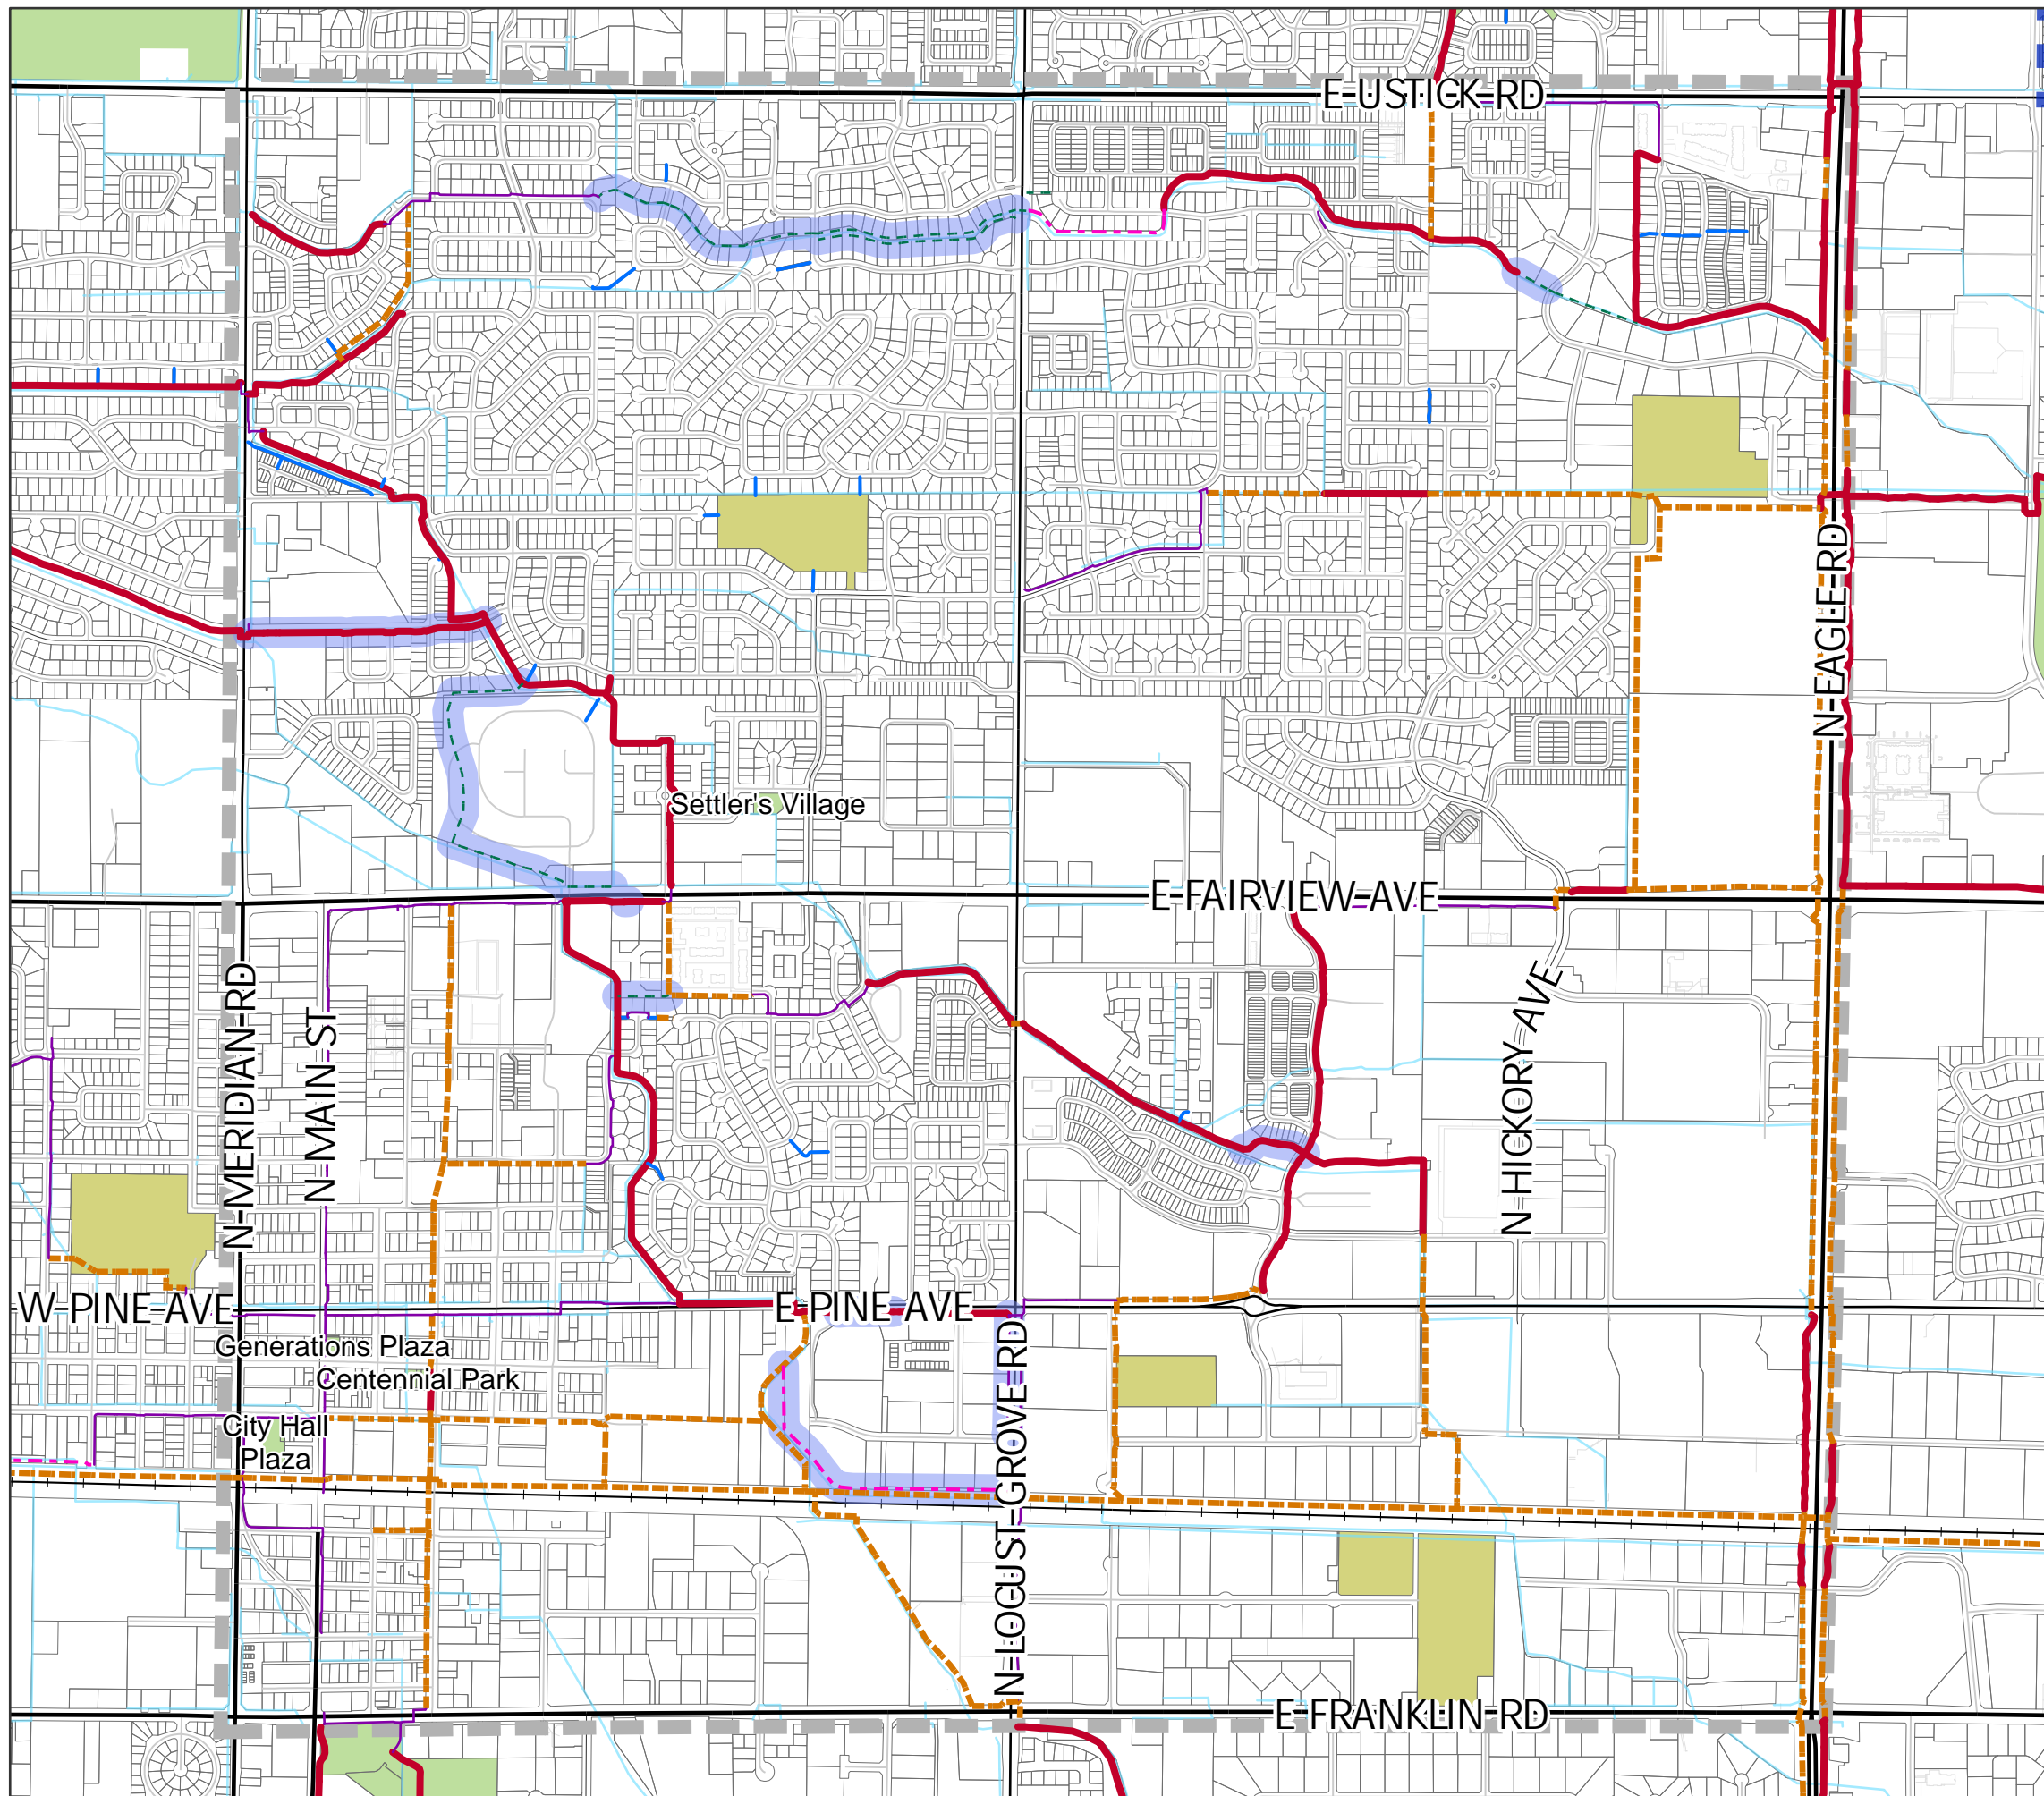 E USTICK RD
N EAGLE RD
Settler's Village
E FAIRVIEW AVE
N MERIDIAN RD
N MAIN ST
N HICKORY AVE
W PINE AVE
E PINE AVE
Generations Plaza
Centennial Park
City Hall
Plaza
N LOCUST GROVE RD
E FRANKLIN RD